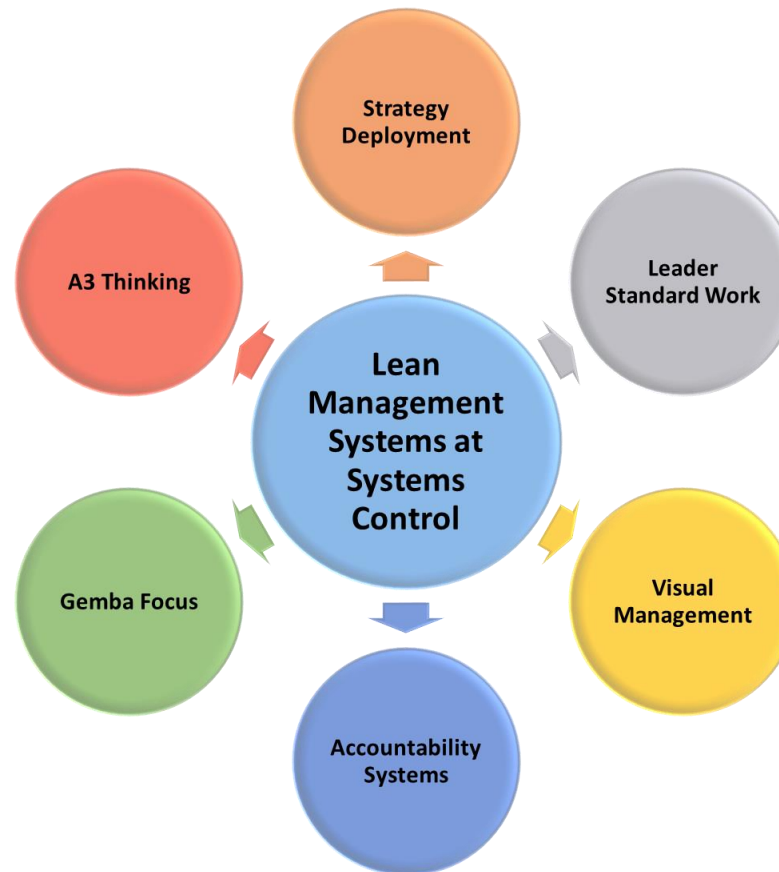 Strategy
Deployment
A3 Thinking
Leader
Standard Work
Lean
Management
Systems at
Systems
Control
Gemba Focus
Visual
Management
Accountability
Systems